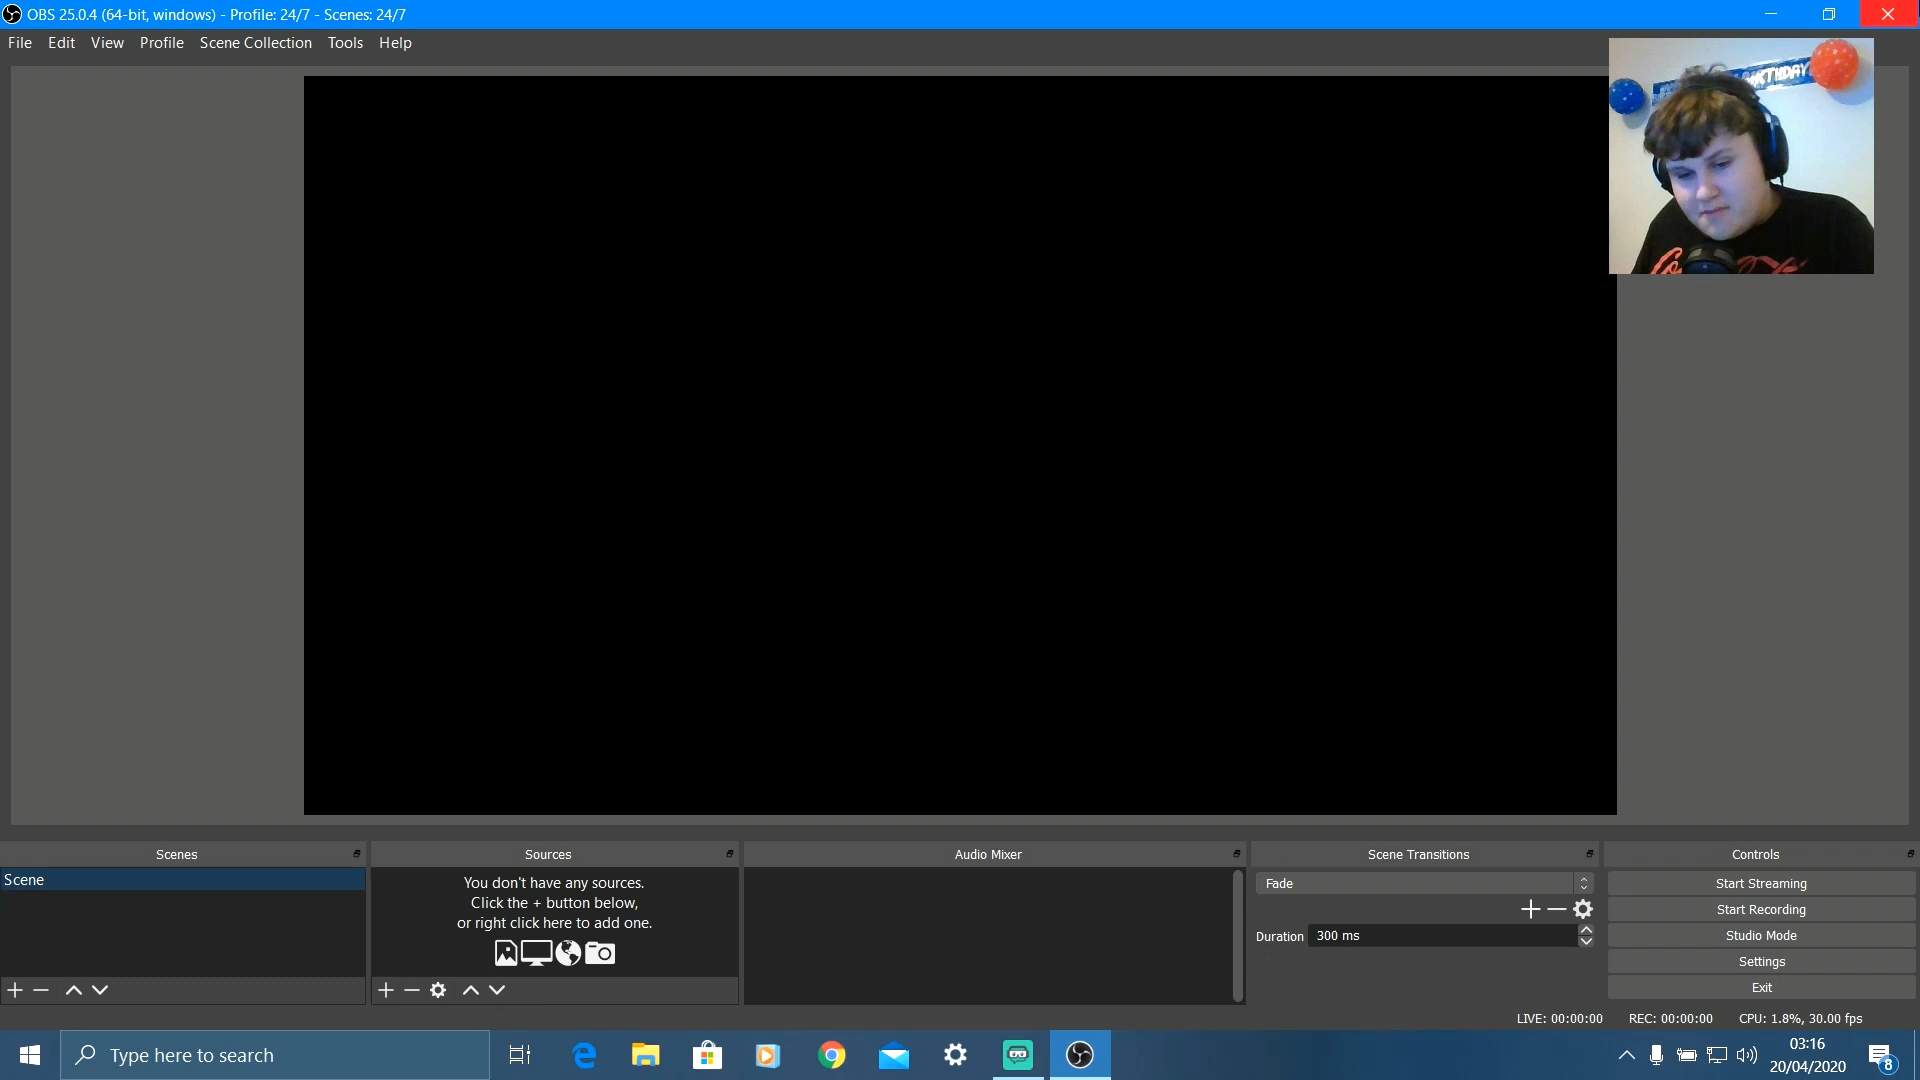 OBS 25.0.4 (64-bit, windows) - Profile: 24/7 - Scenes: 24/7
File Edit View Profile Scene Collection Tools Help
BIRTHDAY
Scenes
Sources
Audio Mixer
Scene Transitions
Controls
Scene
You don't have any sources.
Click the + button below,
or right click here to add one.
Fade
Duration 300 ms
Start Streaming
Start Recording
Studio Mode
Settings
Exit
LIVE: 00:00:00 REC: 00:00:00 CPU: 1.8%, 30.00 fps
Type here to search
03:16
20/04/2020
8